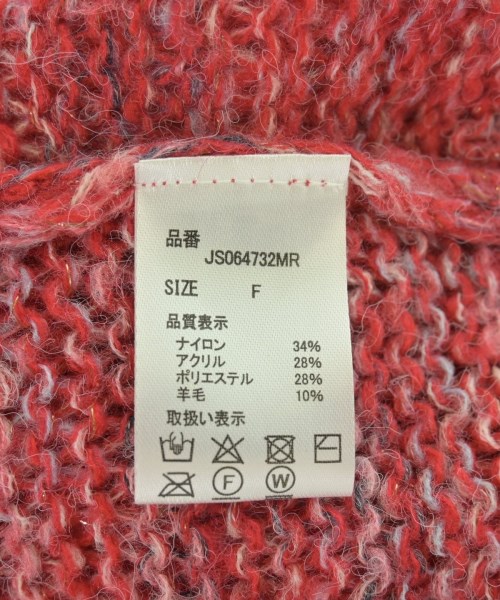 品番
JS064732MR
SIZE F
品質表示
ナイロン 34%
アクリル 28%
ポリエステル 28%
羊毛 10%
取扱い表示
F W